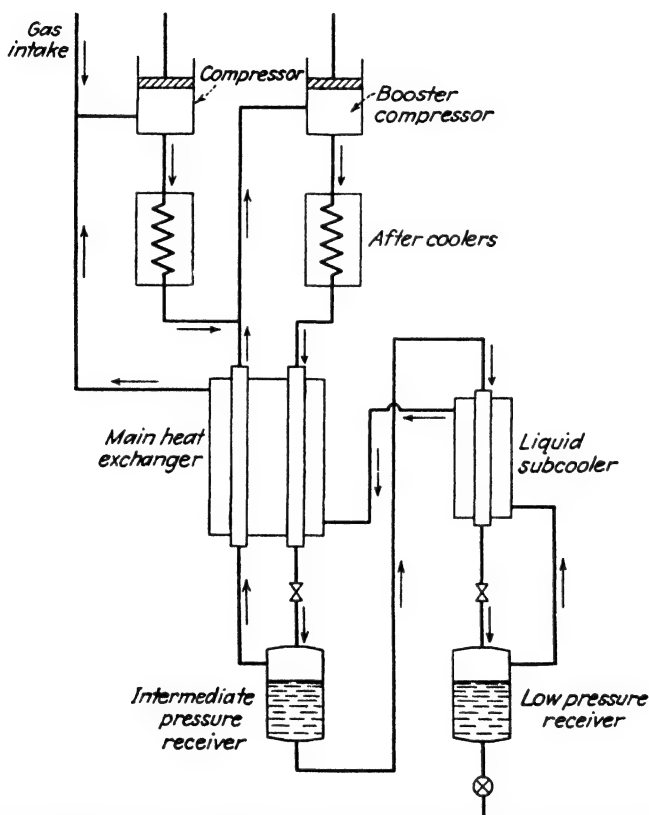 Gas
intake
Compressor
Booster
compressor
After coolers
Main heat
exchanger
Liquid
subcooler
Intermediate
pressure
receiver
Low pressure
receiver